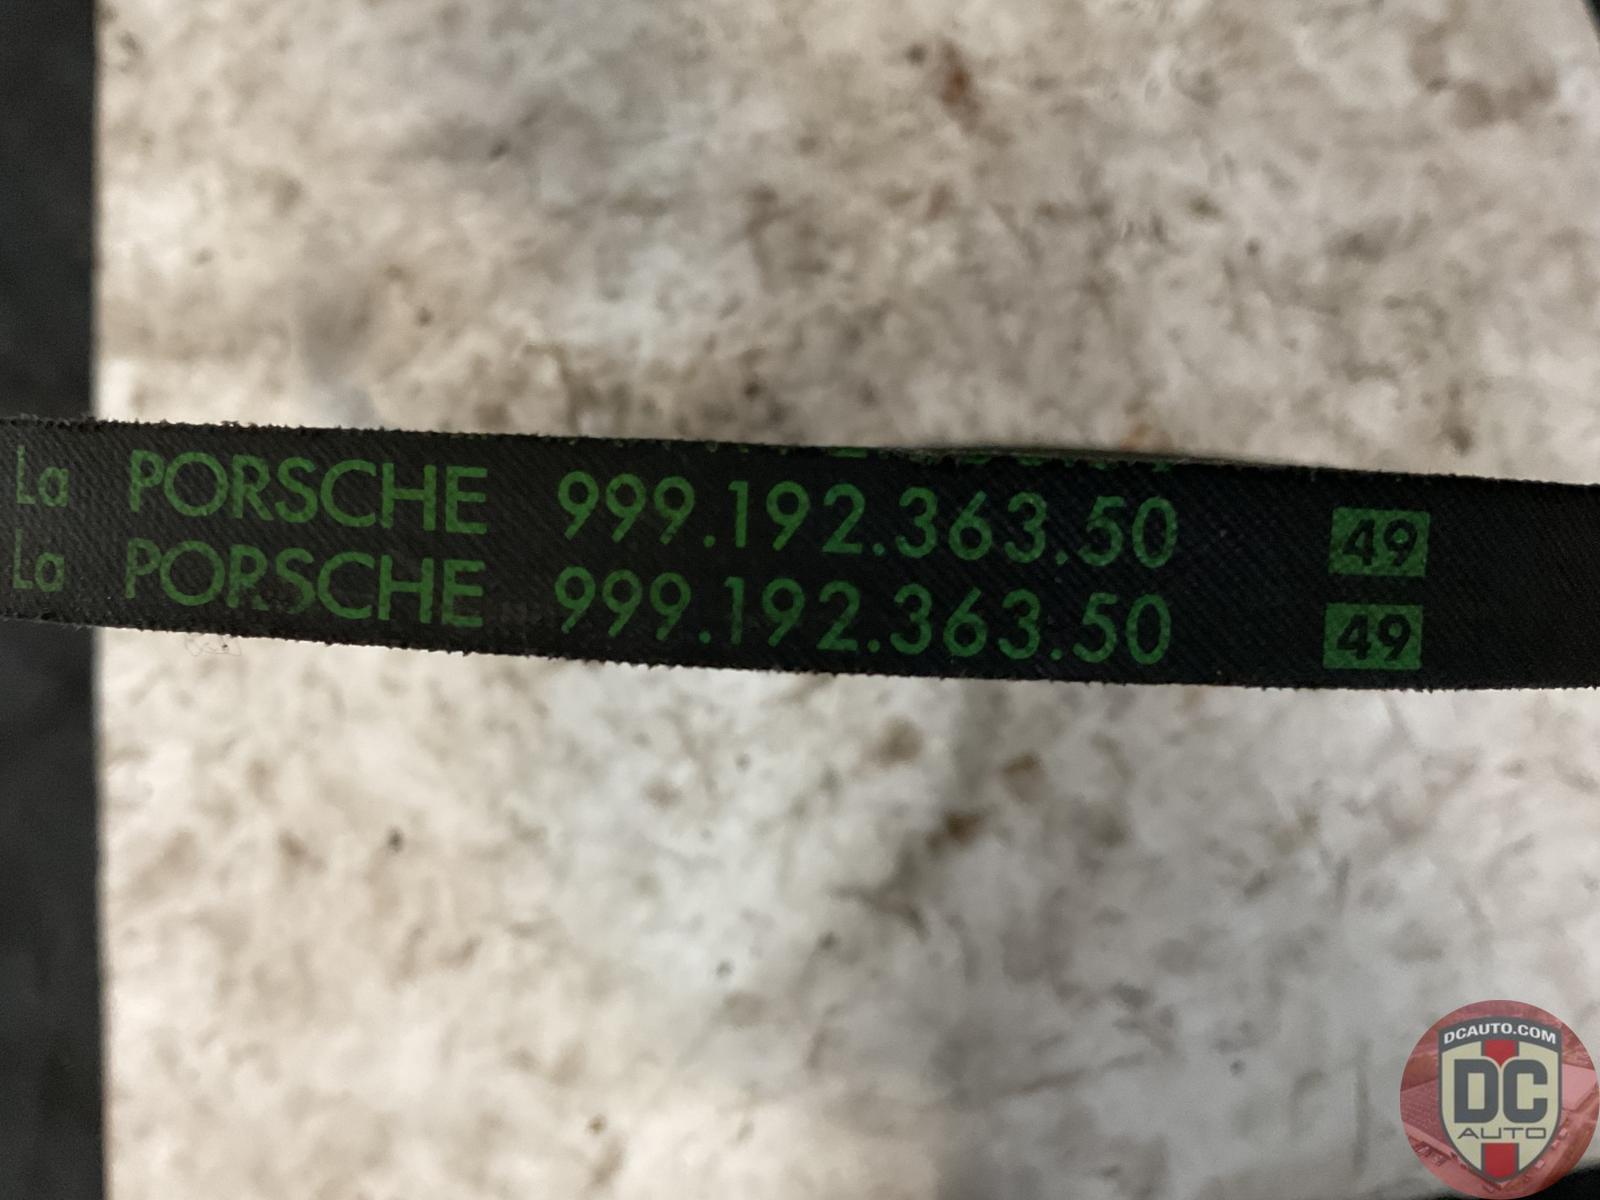 La PORSCHE 999.192.363.50 49
La PORSCHE 999.192.363.50 49
DCAUTO.COM
DC
AUTO